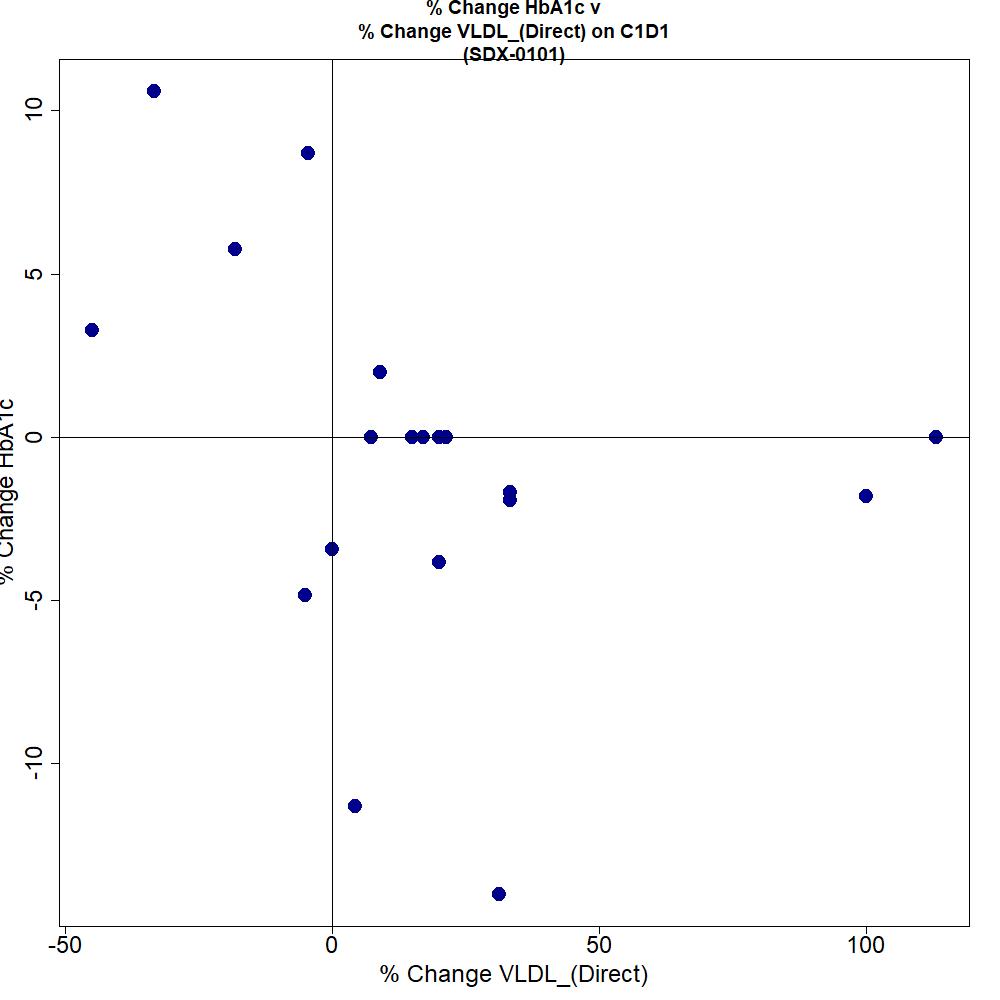 % Change HbA1c v
% Change VLDL_(Direct) on C1D1
(SDX-0101)
10
5
0
-5
-10
% Change HbA1c
-50
0
50
100
% Change VLDL_(Direct)